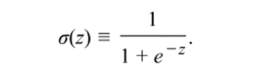 σ(z) ≡ 1 / (1 + e^{−z}).